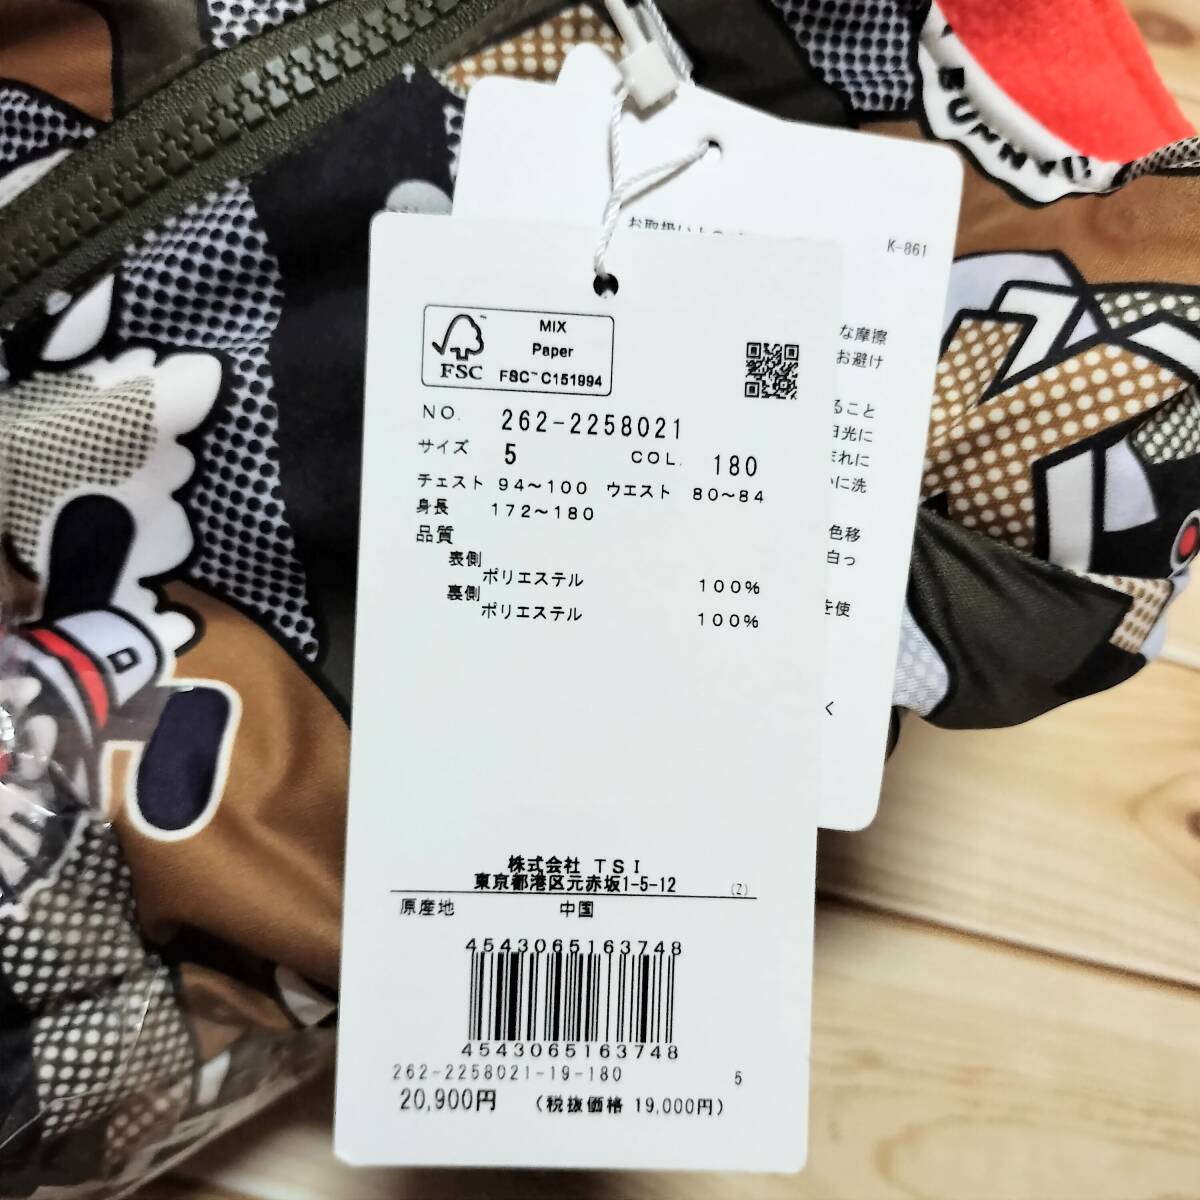 BUNNY
K-861
な摩擦
お避け
ること
日光に
まれに
いに洗
色移
白っ
を使
く
MIX
Paper
FSC™ C151994
FSC
NO. 262-2258021
サイズ 5 COL. 180
チェスト 94～100 ウエスト 80～84
身長 172～180
品質
表側
ポリエステル 100%
裏側
ポリエステル 100%
株式会社 TSI
東京都港区元赤坂1-5-12 (2)
原産地 中国
4543065163748
4543065163748
262-2258021-19-180 5
20,900円 (税抜価格 19,000円)